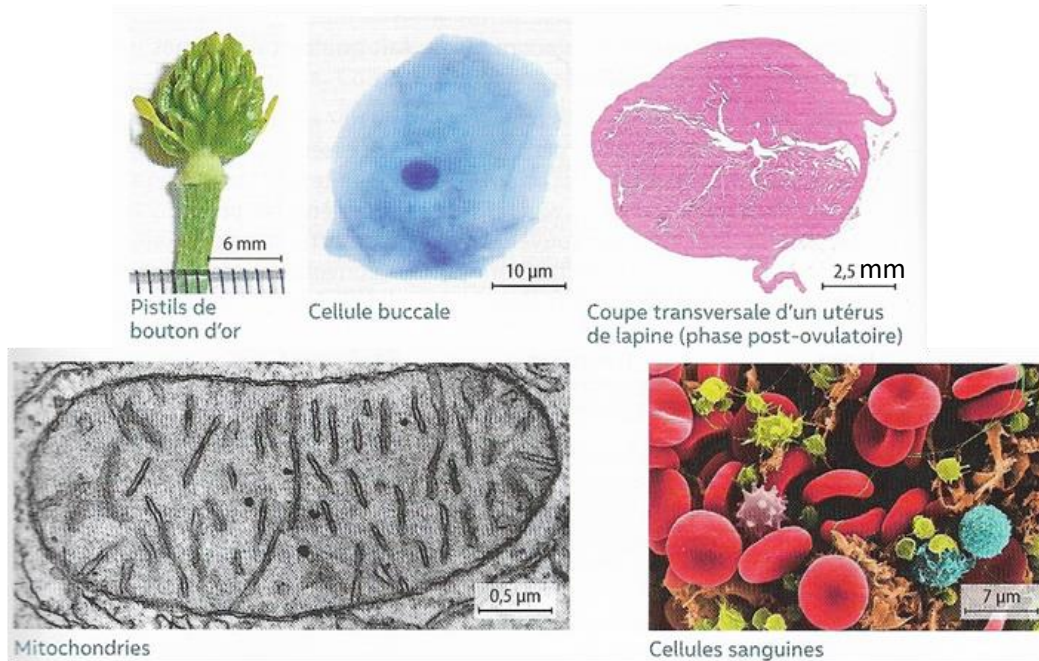 6 mm
10 µm
2,5 mm
Pistils de
bouton d'or
Cellule buccale
Coupe transversale d'un utérus
de lapine (phase post-ovulatoire)
0,5 µm
7 µm
Mitochondries
Cellules sanguines